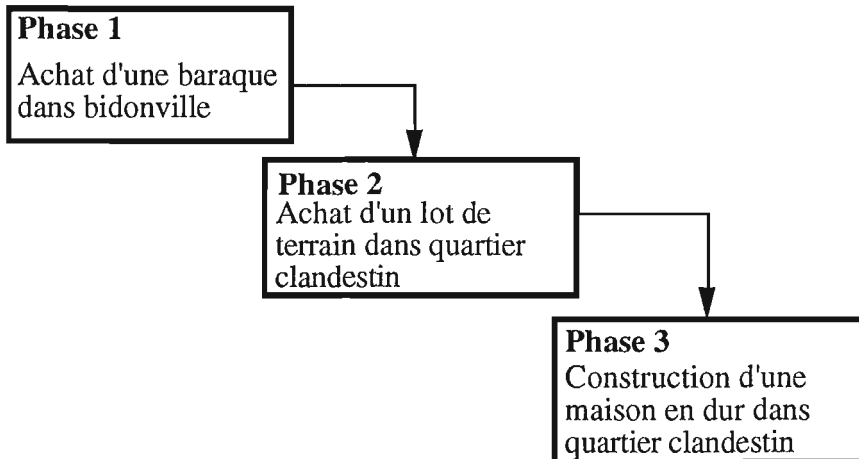 Phase 1
Achat d'une baraque
dans bidonville
Phase 2
Achat d'un lot de
terrain dans quartier
clandestin
Phase 3
Construction d'une
maison en dur dans
quartier clandestin